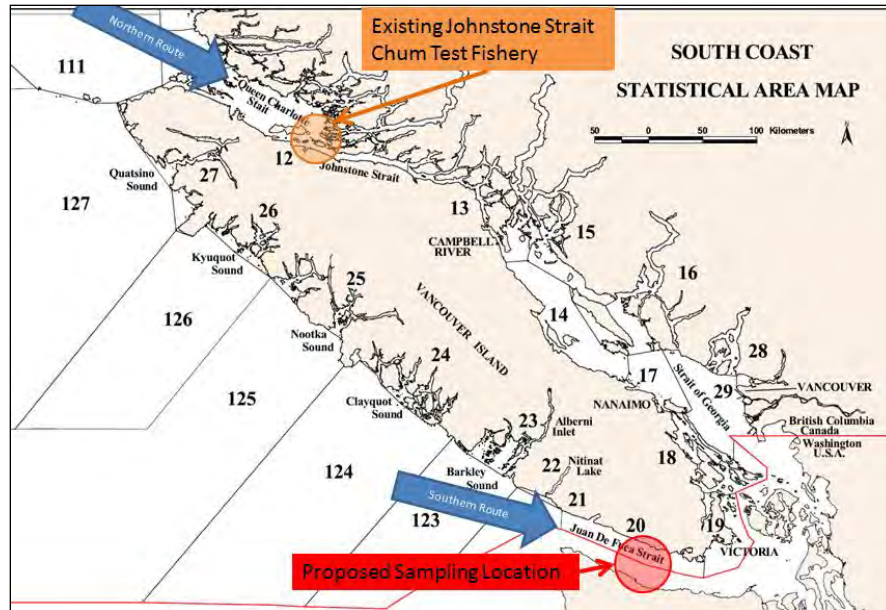 Northern Route
Existing Johnstone Strait
Chum Test Fishery
SOUTH COAST
STATISTICAL AREA MAP
50 0 50 100 Kilometers
N
111
Queen Charlotte
Stait
12
Johnstone Strait
Quatsino
Sound
27
127
13
CAMPBELL
RIVER
15
26
Kyuquot
Sound
16
126
25
14
VANCOUVER ISLAND
Nootka
Sound
28
24
125
17
Strait of Georgia
29
VANCOUVER
Clayquot
Sound
NANAIMO
23
Alberni
Inlet
British Columbia
Canada
Washington
U.S.A.
124
Barkley
Sound
22
Nitinat
Lake
18
21
123
Southern Route
20
19
Juan De Fuca Strait
VICTORIA
Proposed Sampling Location